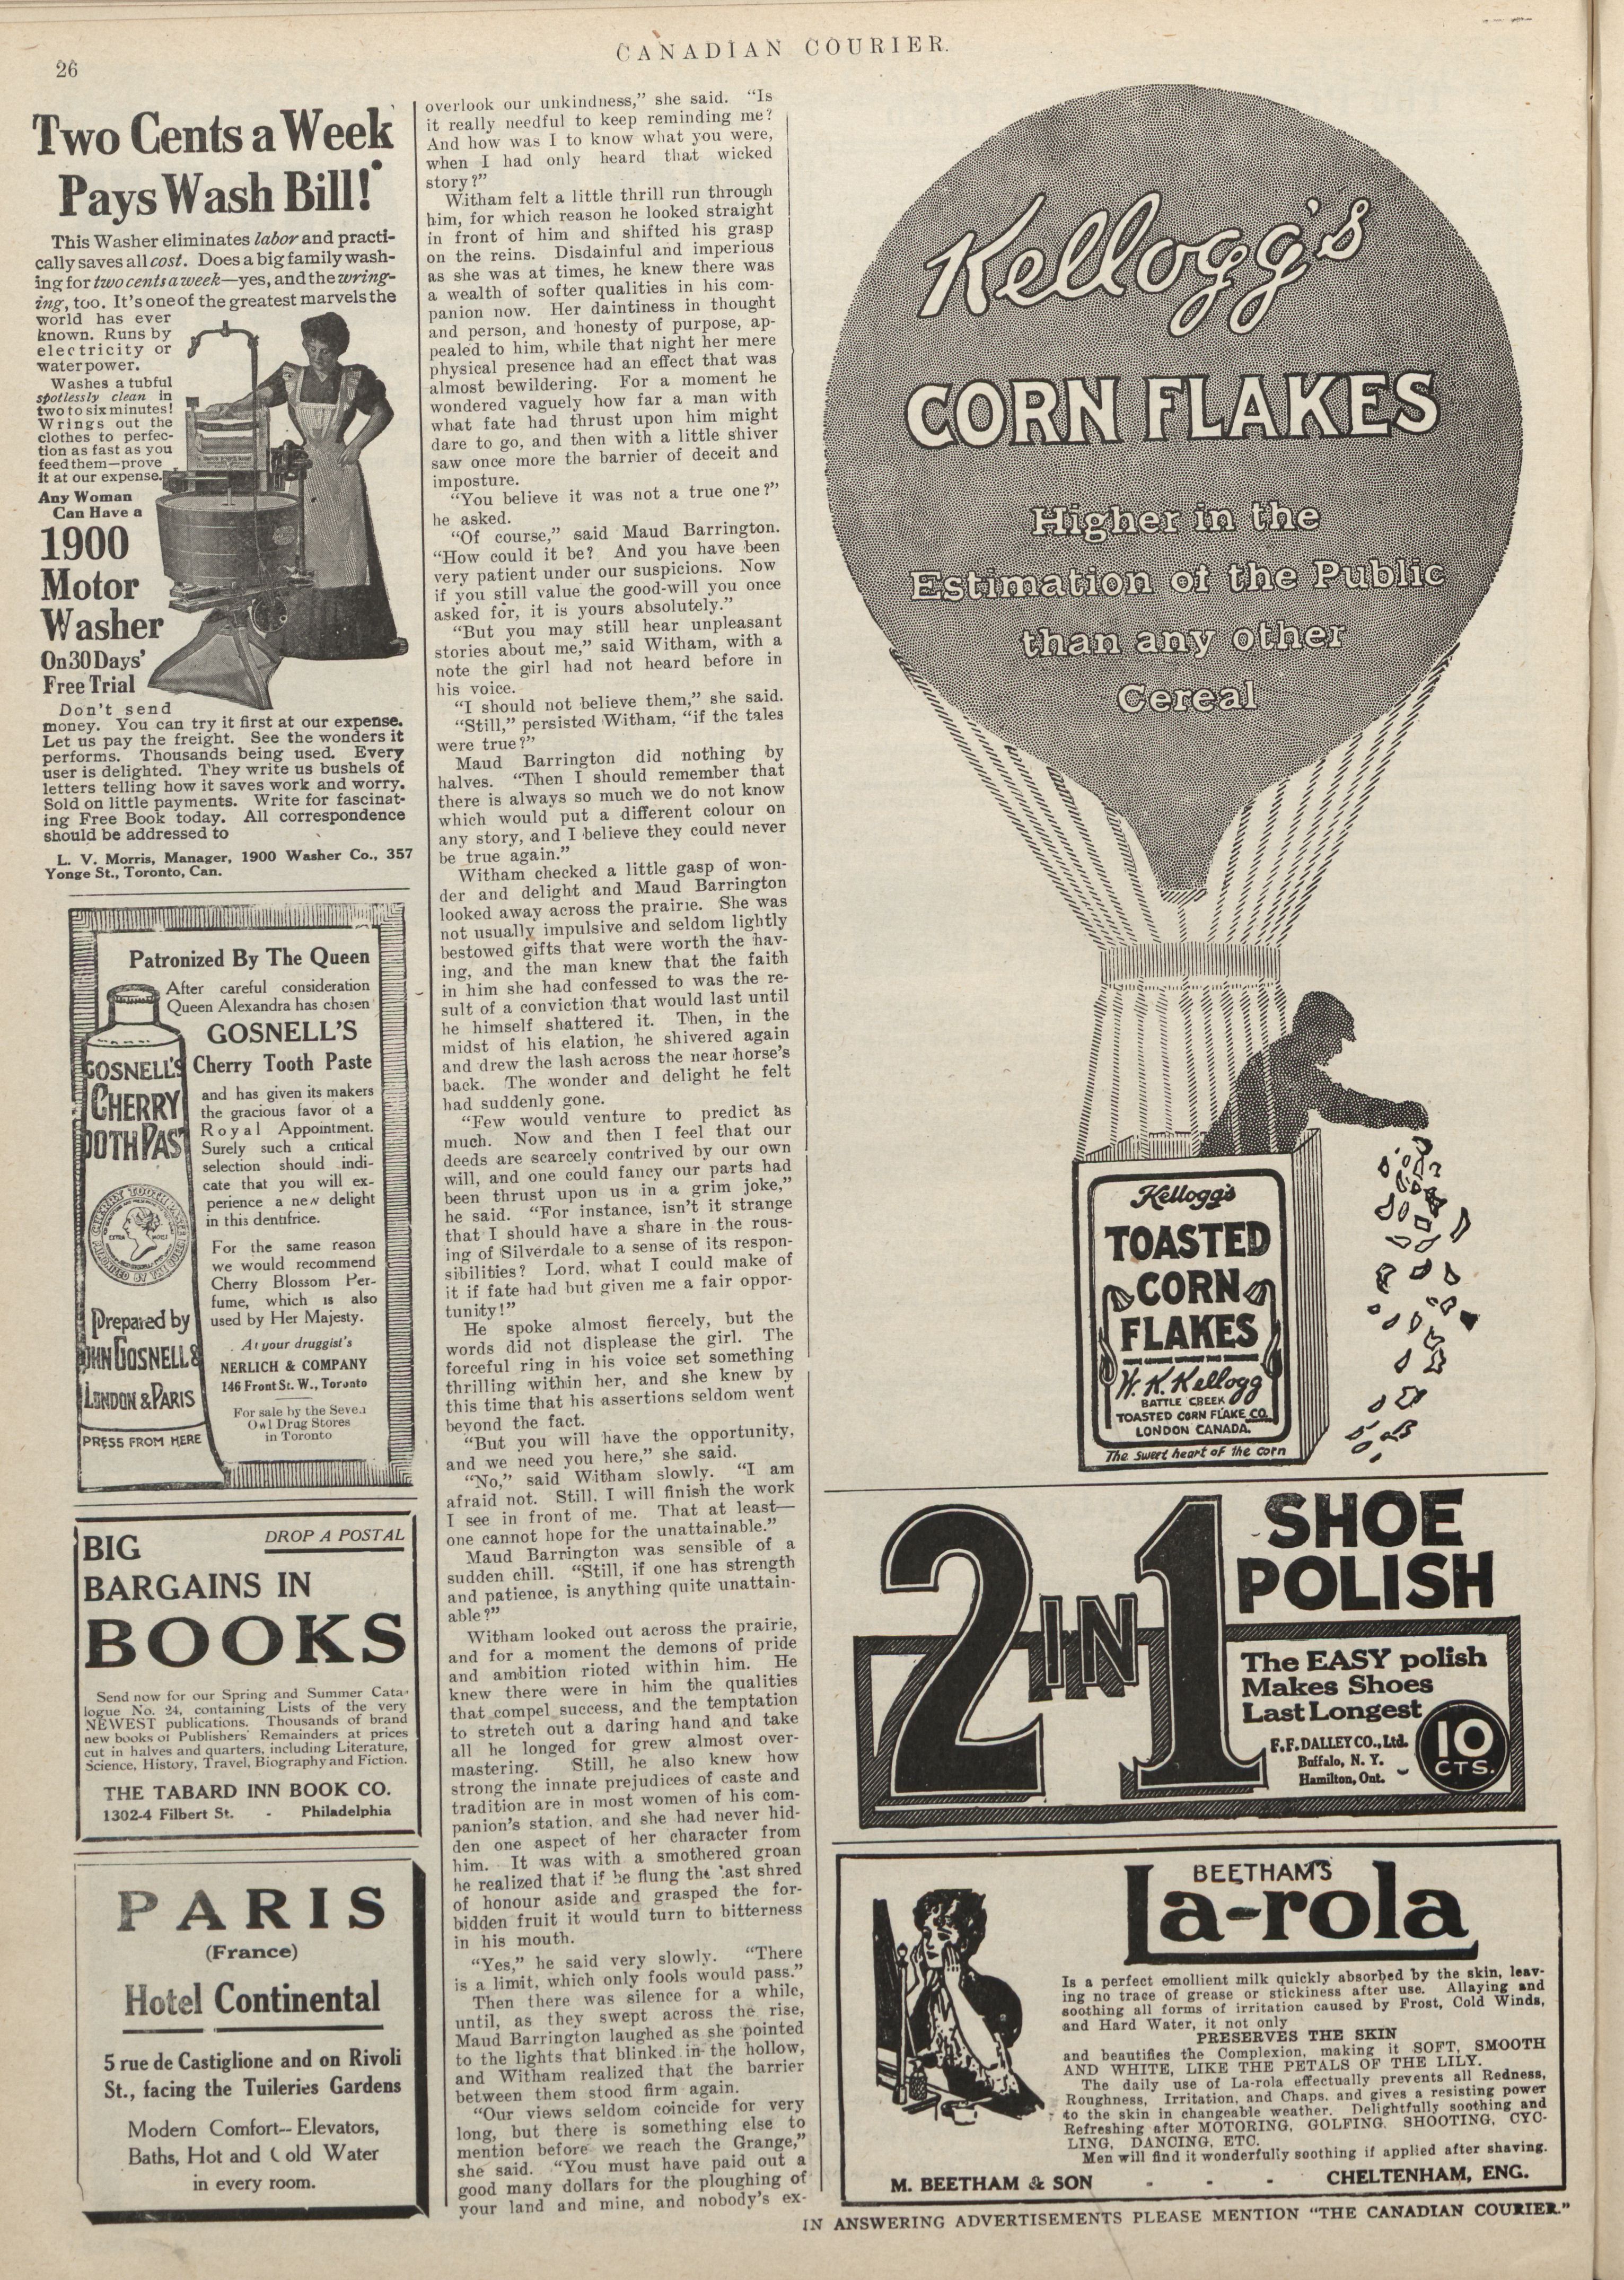 26
CANADIAN COURIER.
Two Cents a Week
Pays Wash Bill!
This Washer eliminates labor and practi-
cally saves all cost. Does a big family wash-
ing for two cents a week—yes, and the wring-
ing, too. It's one of the greatest marvels the
world has ever
known. Runs by
electricity or
water power.
Washes a tubful
spotlessly clean in
two to six minutes!
Wrings out the
clothes to perfec-
tion as fast as you
feed them—prove
it at our expense.
Any Woman
Can Have a
1900
Motor
Washer
On 30 Days'
Free Trial
Don't send
money. You can try it first at our expense.
Let us pay the freight. See the wonders it
performs. Thousands being used. Every
user is delighted. They write us bushels of
letters telling how it saves work and worry.
Sold on little payments. Write for fascinat-
ing Free Book today. All correspondence
should be addressed to
L. V. Morris, Manager, 1900 Washer Co., 357
Yonge St., Toronto, Can.
Patronized By The Queen
After careful consideration
Queen Alexandra has chosen
GOSNELL'S
Cherry Tooth Paste
and has given its makers
the gracious favor of a
Royal Appointment.
Surely such a critical
selection should indi-
cate that you will ex-
perience a new delight
in this dentifrice.
For the same reason
we would recommend
Cherry Blossom Per-
fume, which is also
used by Her Majesty.
At your druggist's
NERLICH & COMPANY
146 Front St. W., Toronto
For sale by the Seven
Owl Drug Stores
in Toronto
GOSNELL'S
CHERRY
OOTH PAST
CHERRY TOOTH PASTE
EXTRA MOIST
Prepared by
OHN GOSNELL &
LONDON & PARIS
PRESS FROM HERE
BIG
DROP A POSTAL
BARGAINS IN
BOOKS
Send now for our Spring and Summer Cata-
logue No. 24, containing Lists of the very
NEWEST publications. Thousands of brand
new books of Publishers' Remainders at prices
cut in halves and quarters, including Literature,
Science, History, Travel, Biography and Fiction.
THE TABARD INN BOOK CO.
1302-4 Filbert St. - Philadelphia
PARIS
(France)
Hotel Continental
5 rue de Castiglione and on Rivoli
St., facing the Tuileries Gardens
Modern Comfort-- Elevators,
Baths, Hot and Cold Water
in every room.
overlook our unkindness," she said. "Is
it really needful to keep reminding me?
And how was I to know what you were,
when I had only heard that wicked
story?"
Witham felt a little thrill run through
him, for which reason he looked straight
in front of him and shifted his grasp
on the reins. Disdainful and imperious
as she was at times, he knew there was
a wealth of softer qualities in his com-
panion now. Her daintiness in thought
and person, and honesty of purpose, ap-
pealed to him, while that night her mere
physical presence had an effect that was
almost bewildering. For a moment he
wondered vaguely how far a man with
what fate had thrust upon him might
dare to go, and then with a little shiver
saw once more the barrier of deceit and
imposture.
"You believe it was not a true one?"
he asked.
"Of course," said Maud Barrington.
"How could it be? And you have been
very patient under our suspicions. Now
if you still value the good-will you once
asked for, it is yours absolutely."
"But you may still hear unpleasant
stories about me," said Witham, with a
note the girl had not heard before in
his voice.
"I should not believe them," she said.
"Still," persisted Witham, "if the tales
were true?"
Maud Barrington did nothing by
halves. "Then I should remember that
there is always so much we do not know
which would put a different colour on
any story, and I believe they could never
be true again."
Witham checked a little gasp of won-
der and delight and Maud Barrington
looked away across the prairie. She was
not usually impulsive and seldom lightly
bestowed gifts that were worth the hav-
ing, and the man knew that the faith
in him she had confessed to was the re-
sult of a conviction that would last until
he himself shattered it. Then, in the
midst of his elation, he shivered again
and drew the lash across the near horse's
back. The wonder and delight he felt
had suddenly gone.
"Few would venture to predict as
much. Now and then I feel that our
deeds are scarcely contrived by our own
will, and one could fancy our parts had
been thrust upon us in a grim joke,"
he said. "For instance, isn't it strange
that I should have a share in the rous-
ing of Silverdale to a sense of its respon-
sibilities? Lord, what I could make of
it if fate had but given me a fair oppor-
tunity!"
He spoke almost fiercely, but the
words did not displease the girl. The
forceful ring in his voice set something
thrilling within her, and she knew by
this time that his assertions seldom went
beyond the fact.
"But you will have the opportunity,
and we need you here," she said.
"No," said Witham slowly. "I am
afraid not. Still, I will finish the work
I see in front of me. That at least—
one cannot hope for the unattainable."
Maud Barrington was sensible of a
sudden chill. "Still, if one has strength
and patience, is anything quite unattain-
able?"
Witham looked out across the prairie,
and for a moment the demons of pride
and ambition rioted within him. He
knew there were in him the qualities
that compel success, and the temptation
to stretch out a daring hand and take
all he longed for grew almost over-
mastering. Still, he also knew how
strong the innate prejudices of caste and
tradition are in most women of his com-
panion's station, and she had never hid-
den one aspect of her character from
him. It was with a smothered groan
he realized that if he flung the last shred
of honour aside and grasped the for-
bidden fruit it would turn to bitterness
in his mouth.
"Yes," he said very slowly. "There
is a limit, which only fools would pass."
Then there was silence for a while,
until, as they swept across the rise,
Maud Barrington laughed as she pointed
to the lights that blinked in the hollow,
and Witham realized that the barrier
between them stood firm again.
"Our views seldom coincide for very
long, but there is something else to
mention before we reach the Grange,"
she said. "You must have paid out a
good many dollars for the ploughing of
your land and mine, and nobody's ex-
Kellogg's
CORN FLAKES
Higher in the
Estimation of the Public
than any other
Cereal
Kellogg's
TOASTED
CORN
FLAKES
W. K. Kellogg
BATTLE CREEK
TOASTED CORN FLAKE CO.
LONDON CANADA.
The sweet heart of the corn
2 IN 1
SHOE
POLISH
The EASY polish
Makes Shoes
Last Longest
F. F. DALLEY CO., Ltd.
Buffalo, N. Y.
Hamilton, Ont.
10
CTS.
BEETHAM'S
La-rola
Is a perfect emollient milk quickly absorbed by the skin, leav-
ing no trace of grease or stickiness after use. Allaying and
soothing all forms of irritation caused by Frost, Cold Winds,
and Hard Water, it not only
PRESERVES THE SKIN
and beautifies the Complexion, making it SOFT, SMOOTH
AND WHITE, LIKE THE PETALS OF THE LILY.
The daily use of La-rola effectually prevents all Redness,
Roughness, Irritation, and Chaps, and gives a resisting power
to the skin in changeable weather. Delightfully soothing and
Refreshing after MOTORING, GOLFING, SHOOTING, CYC-
LING, DANCING, ETC.
Men will find it wonderfully soothing if applied after shaving.
M. BEETHAM & SON - - - CHELTENHAM, ENG.
IN ANSWERING ADVERTISEMENTS PLEASE MENTION "THE CANADIAN COURIER."